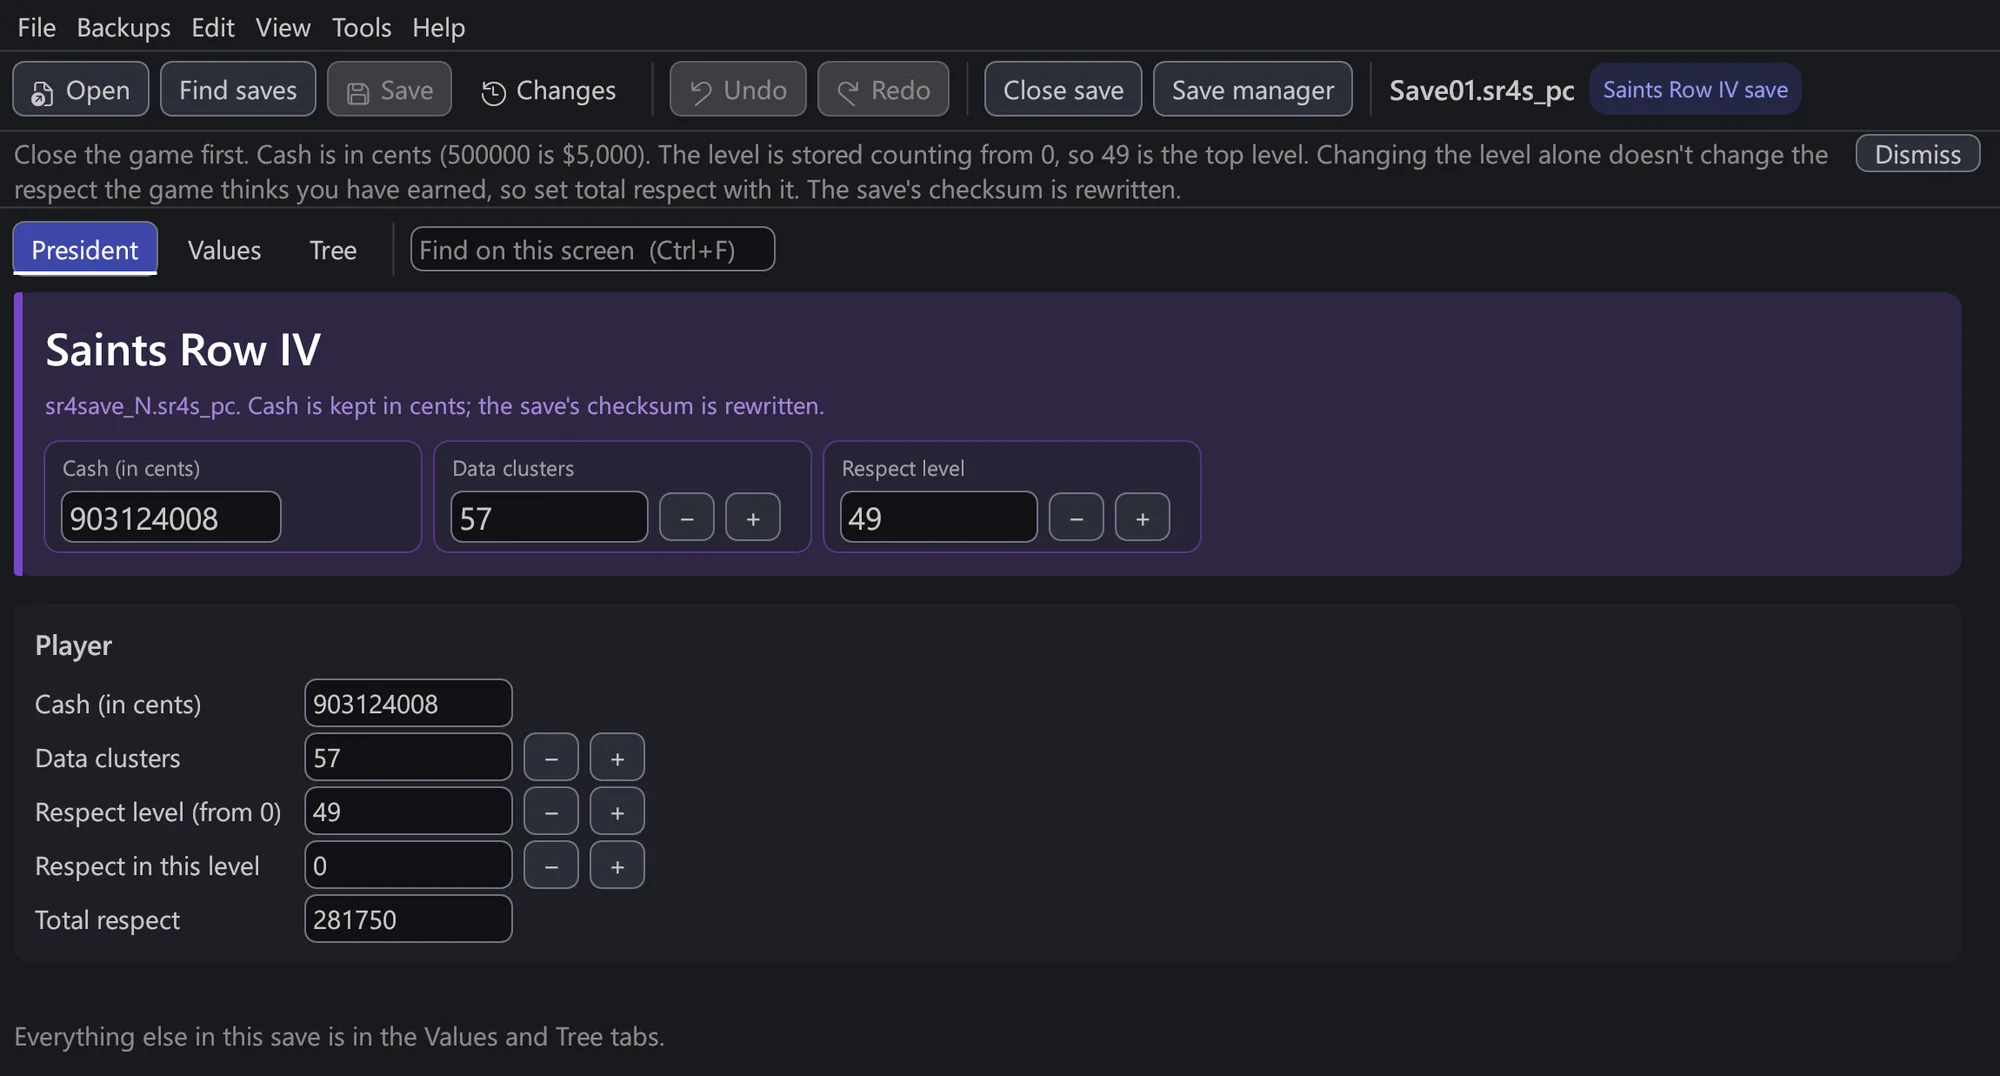 File Backups Edit View Tools Help
Open Find saves Save Changes Undo Redo Close save Save manager Save01.sr4s_pc Saints Row IV save
Close the game first. Cash is in cents (500000 is $5,000). The level is stored counting from 0, so 49 is the top level. Changing the level alone doesn't change the Dismiss
respect the game thinks you have earned, so set total respect with it. The save's checksum is rewritten.
President Values Tree Find on this screen (Ctrl+F)
Saints Row IV
sr4save_N.sr4s_pc. Cash is kept in cents; the save's checksum is rewritten.
Cash (in cents) Data clusters Respect level
903124008 57 − + 49 − +
Player
Cash (in cents) 903124008
Data clusters 57 − +
Respect level (from 0) 49 − +
Respect in this level 0 − +
Total respect 281750
Everything else in this save is in the Values and Tree tabs.